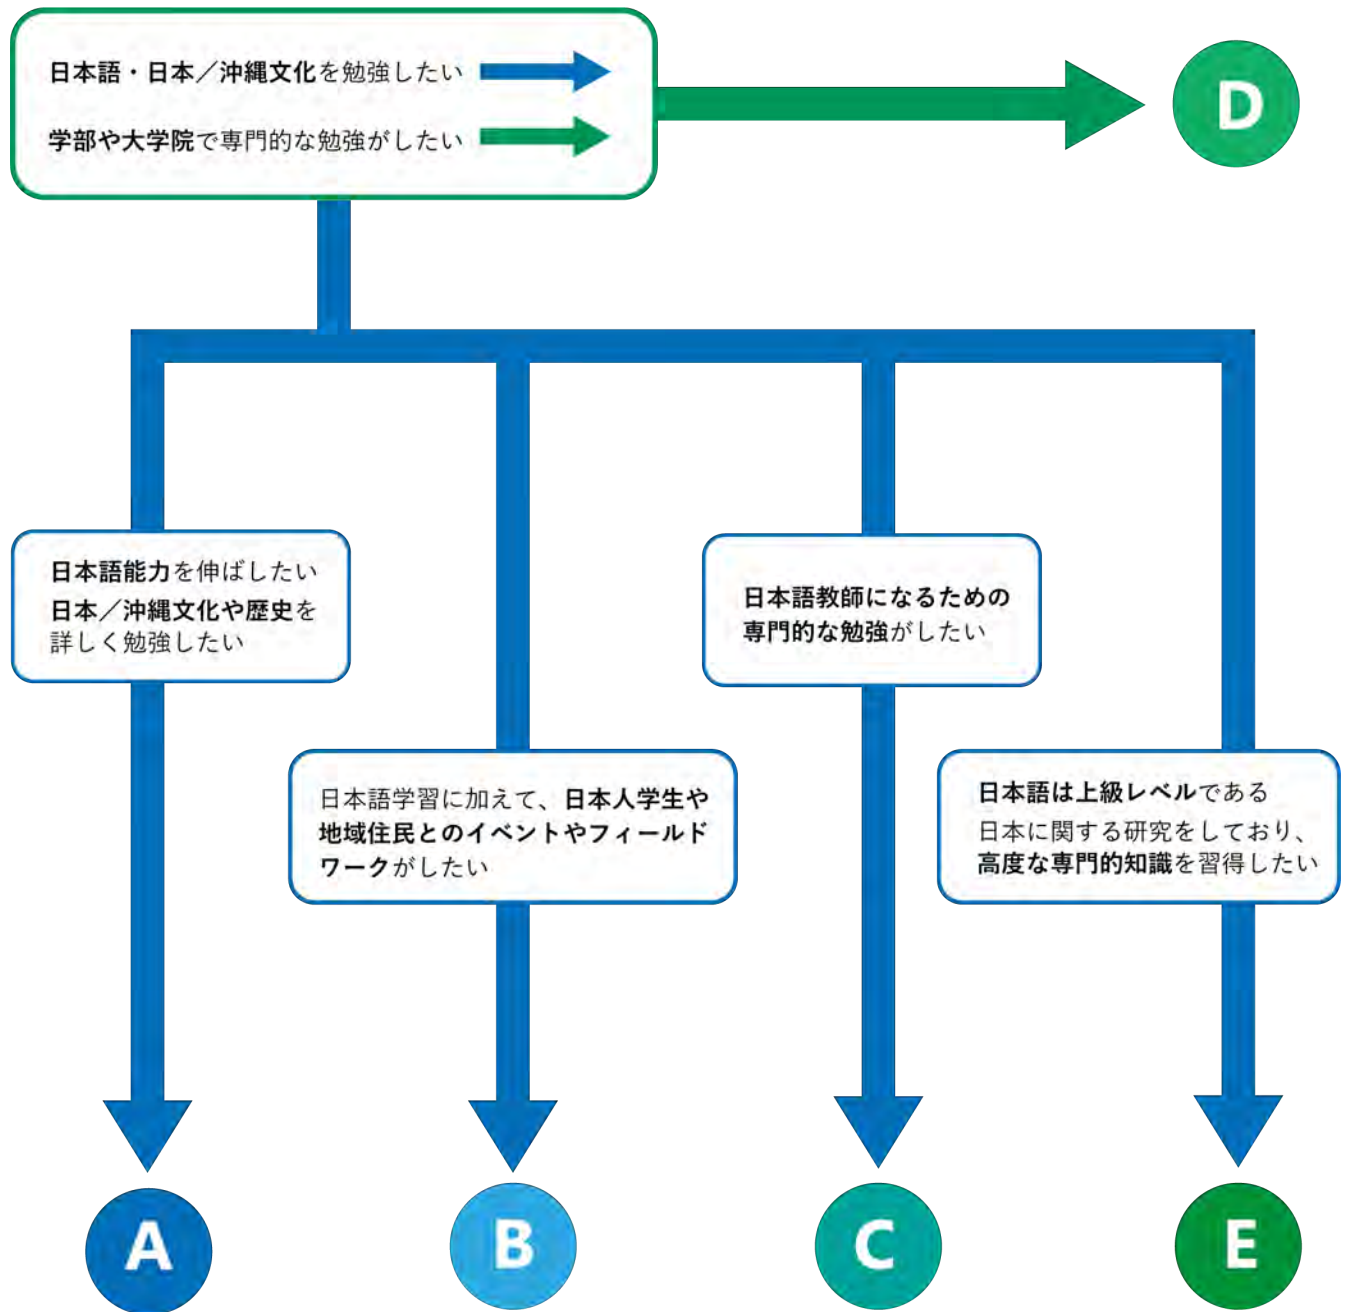 日本語・日本／沖縄文化を勉強したい
学部や大学院で専門的な勉強がしたい
D
日本語能力を伸ばしたい
日本／沖縄文化や歴史を
詳しく勉強したい
日本語学習に加えて、日本人学生や
地域住民とのイベントやフィールド
ワークがしたい
日本語教師になるための
専門的な勉強がしたい
日本語は上級レベルである
日本に関する研究をしており、
高度な専門的知識を習得したい
A
B
C
E